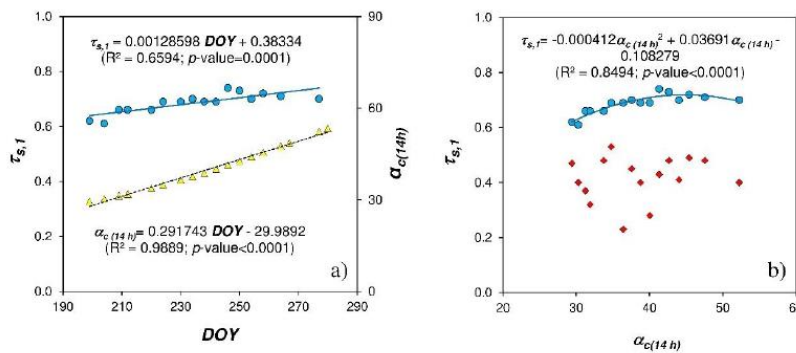 τs,1 = 0.00128598 DOY + 0.38334
(R² = 0.6594; p-value=0.0001)
1.0
0.8
0.6
0.4
0.2
0.0
τs,1
90
60
30
0
αc(14h)
αc (14 h)= 0.291743 DOY - 29.9892
(R² = 0.9889; p-value<0.0001)
a)
190
210
230
250
270
290
DOY
τs,1= -0.000412αc(14 h)² + 0.03691αc(14 h) -
0.108279
(R² = 0.8494; p-value<0.0001)
1.0
0.8
0.6
0.4
0.2
0.0
τs,1
b)
20
30
40
50
αc(14 h)